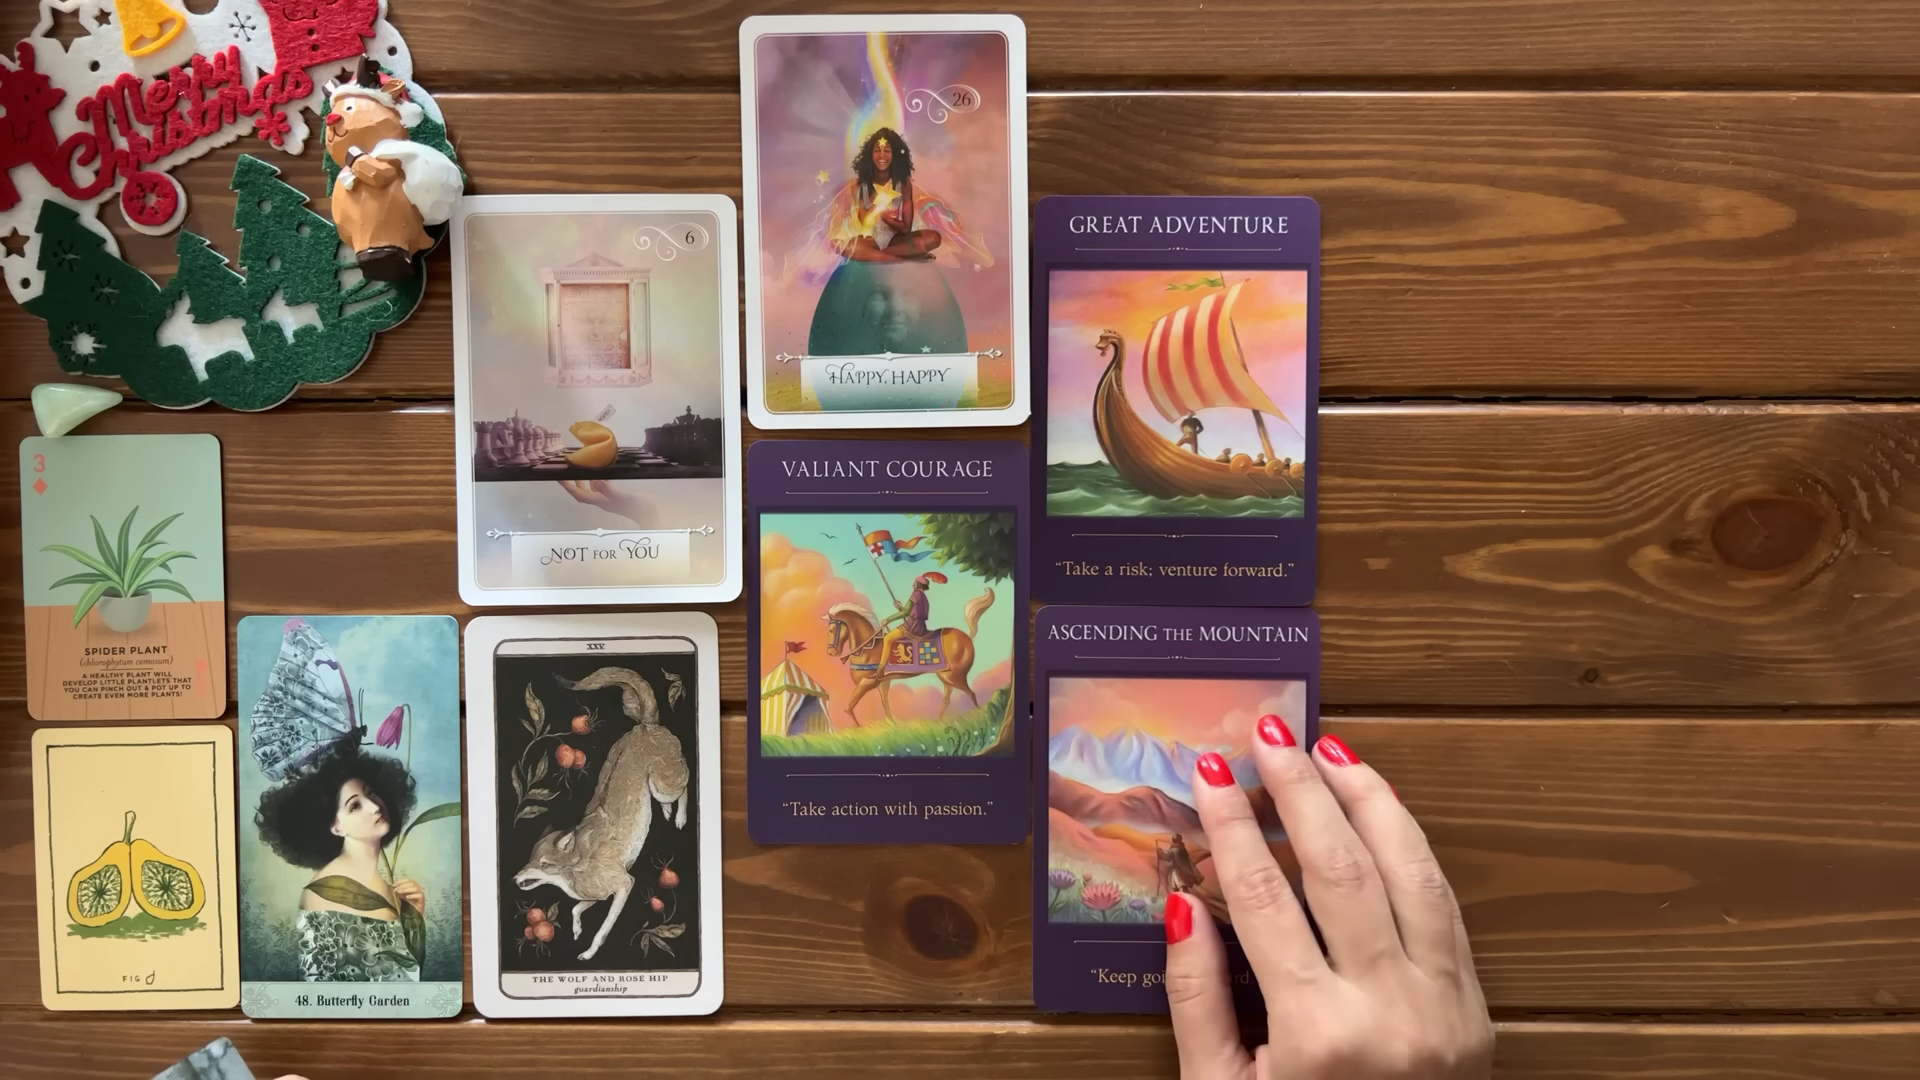 Merry
Christmas
26
HAPPY, HAPPY
6
NOT FOR YOU
GREAT ADVENTURE
"Take a risk; venture forward."
VALIANT COURAGE
"Take action with passion."
ASCENDING THE MOUNTAIN
"Keep
3
SPIDER PLANT
(chlorophytum comosum)
A HEALTHY PLANT WILL
DEVELOP LITTLE PLANTLETS THAT
YOU CAN PINCH OUT & POT UP TO
CREATE EVEN MORE PLANTS!
FIG
48. Butterfly Garden
XXV
THE WOLF AND ROSE HIP
guardianship